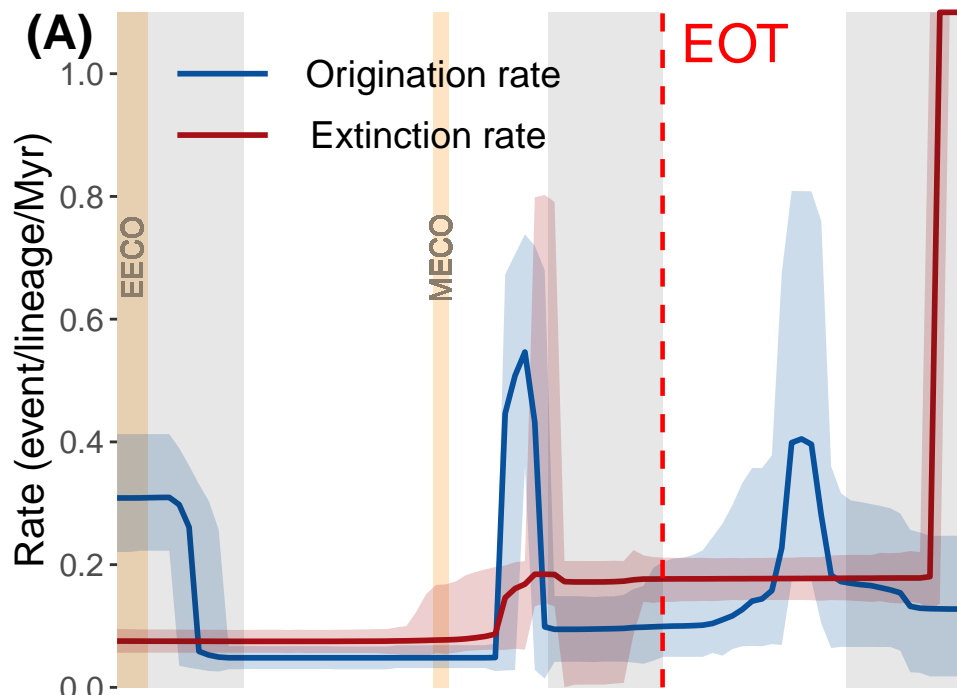 (A)
EOT
Origination rate
Extinction rate
Rate (event/lineage/Myr)
1.0
0.8
0.6
0.4
0.2
0.0
EECO
MECO